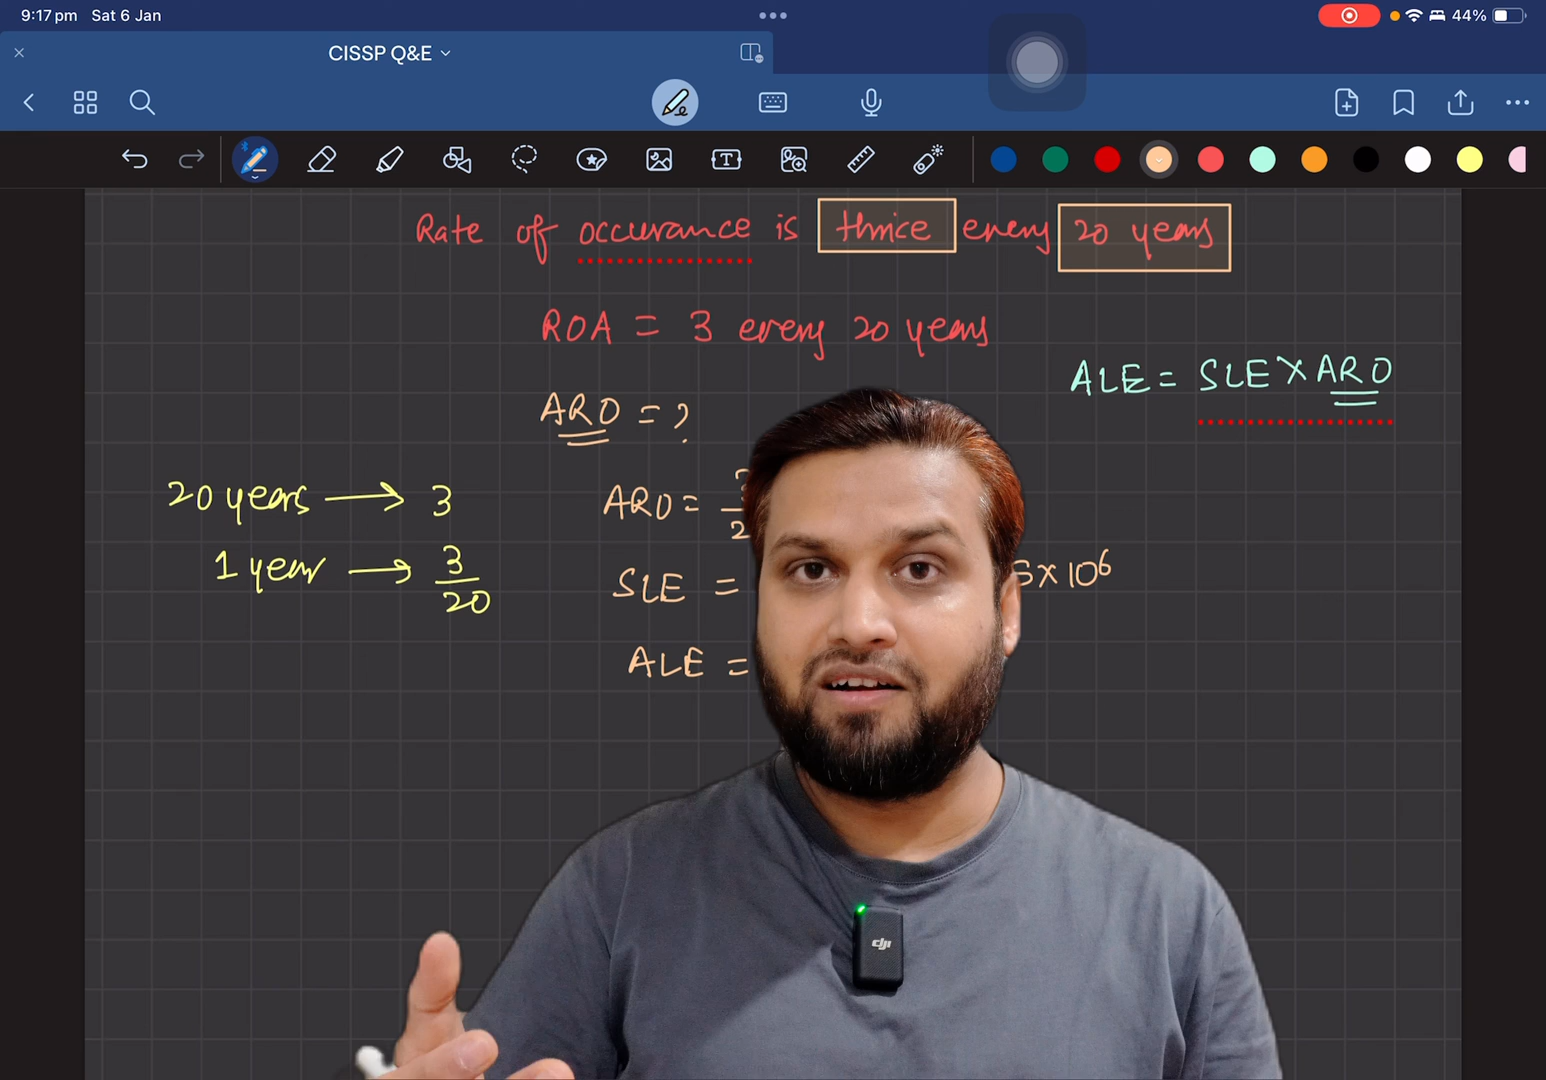 9:17 pm Sat 6 Jan
44%
CISSP Q&E
Rate of occurance is thrice every 20 years
ROA = 3 every 20 years
ALE = SLE X ARO
ARO = ?
20 years → 3
ARO =
1 year → 3/20
SLE = x 10⁶
ALE =
dji